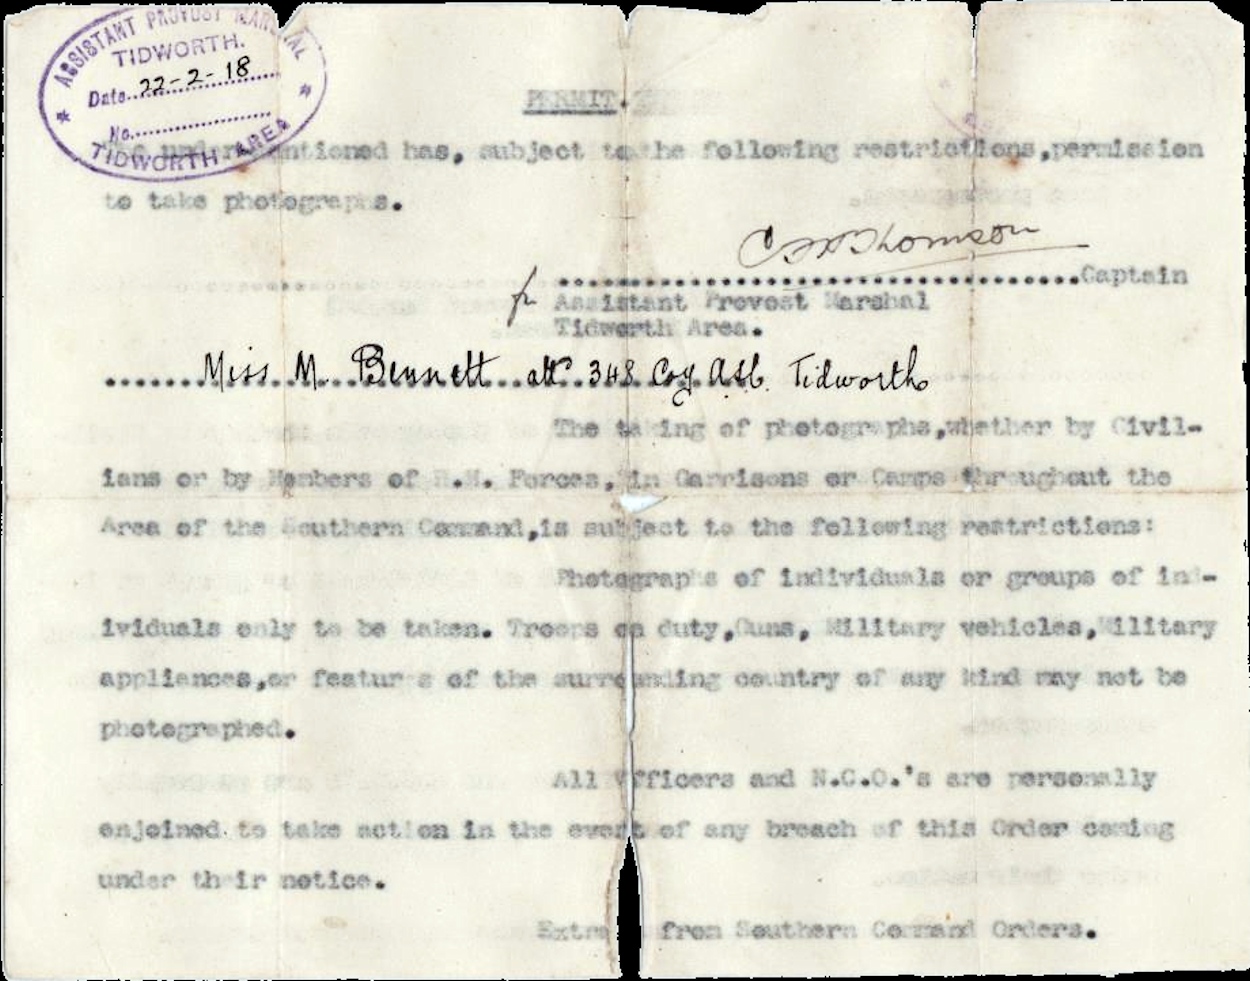 ASSISTANT PROVOST MARSHAL
TIDWORTH.
Date 22-2-18
No.
TIDWORTH AREA
PERMIT.
The undermentioned has, subject to the following restrictions,permission
to take photographs.
Thomson
Captain
p Assistant Provost Marshal
Tidworth Area.
Miss M. Bennett att 348 Coy ASC. Tidworth
The taking of photographs,whether by Civil-
ians or by Members of H.M. Forces, in Garrisons or Camps throughout the
Area of the Southern Command,is subject to the following restrictions:
Photographs of individuals or groups of ind-
ividuals only to be taken. Troops on duty,Guns, Military vehicles,Military
appliances,or features of the surrounding country of any kind may not be
photographed.
All Officers and N.C.O.'s are personally
enjoined to take action in the event of any breach of this Order coming
under their notice.
Extra from Southern Command Orders.